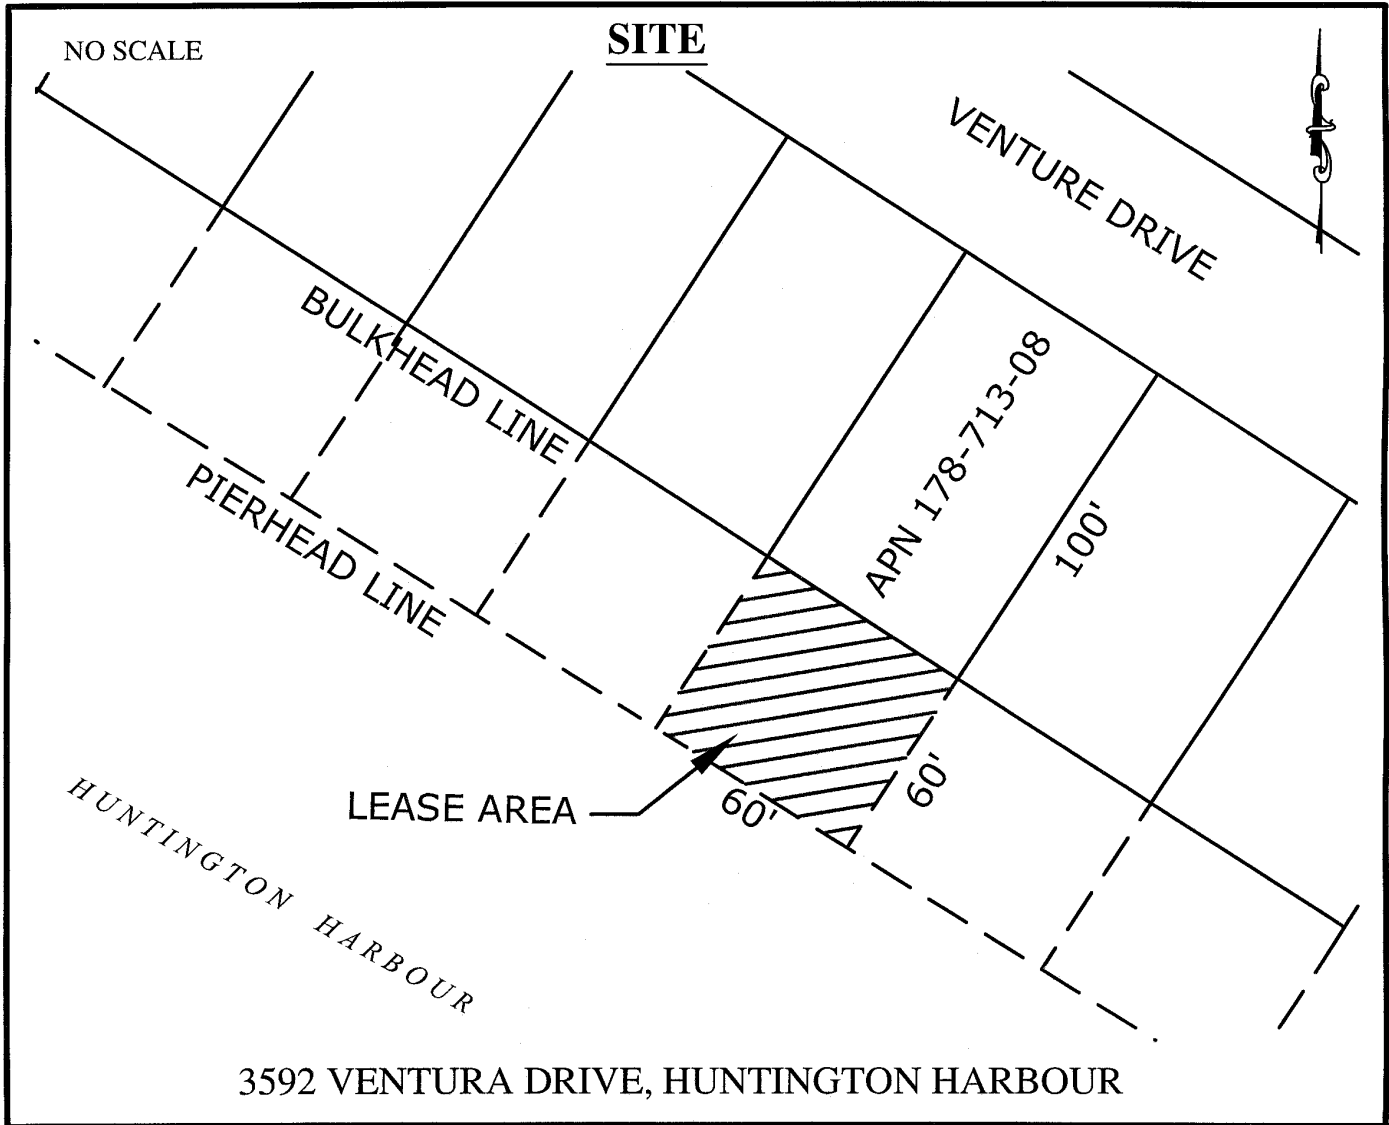 SITE
NO SCALE
VENTURE DRIVE
BULKHEAD LINE
APN 178-713-08
PIERHEAD LINE
100'
60'
60'
LEASE AREA
HUNTINGTON HARBOUR
3592 VENTURA DRIVE, HUNTINGTON HARBOUR